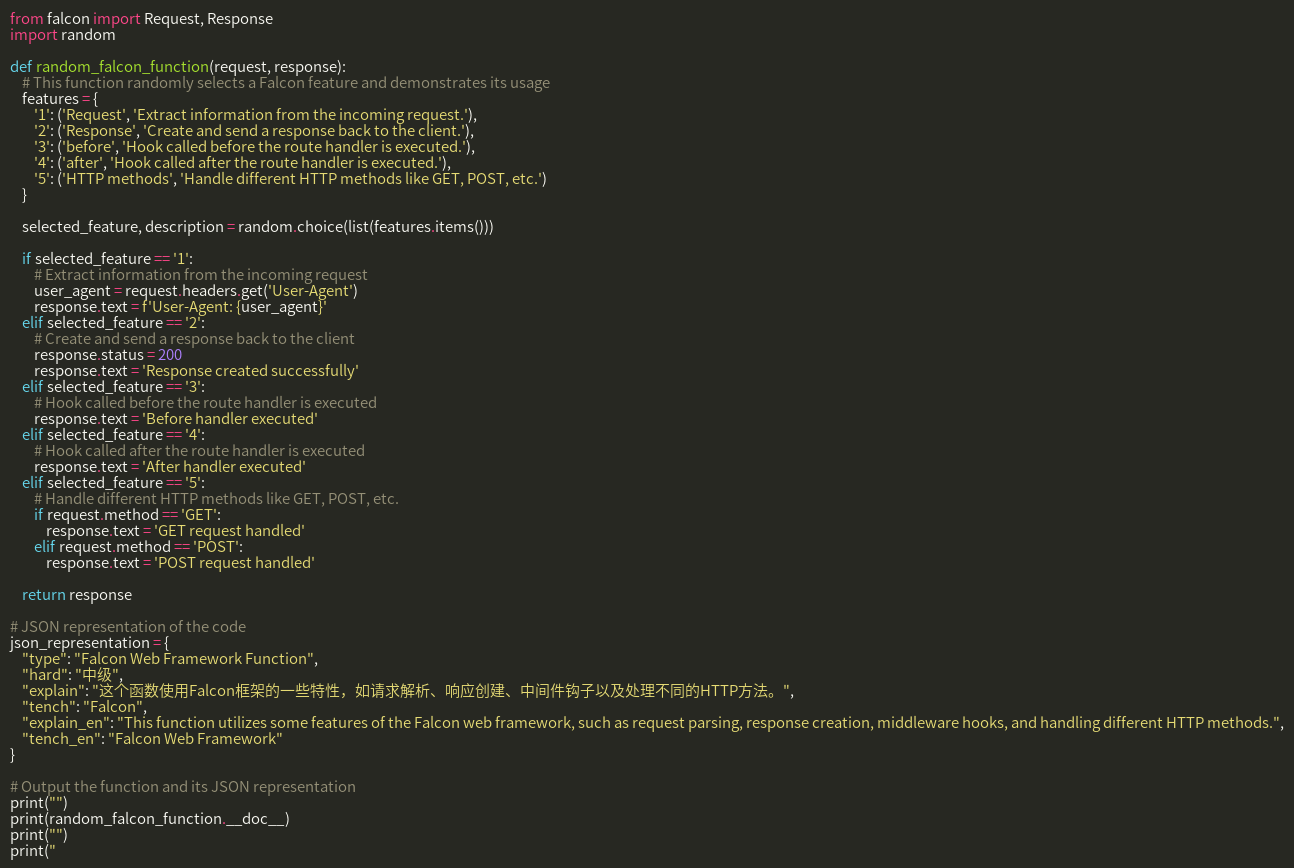 from falcon import Request, Response
import random

def random_falcon_function(request, response):
    # This function randomly selects a Falcon feature and demonstrates its usage
    features = {
        '1': ('Request', 'Extract information from the incoming request.'),
        '2': ('Response', 'Create and send a response back to the client.'),
        '3': ('before', 'Hook called before the route handler is executed.'),
        '4': ('after', 'Hook called after the route handler is executed.'),
        '5': ('HTTP methods', 'Handle different HTTP methods like GET, POST, etc.')
    }

    selected_feature, description = random.choice(list(features.items()))

    if selected_feature == '1':
        # Extract information from the incoming request
        user_agent = request.headers.get('User-Agent')
        response.text = f'User-Agent: {user_agent}'
    elif selected_feature == '2':
        # Create and send a response back to the client
        response.status = 200
        response.text = 'Response created successfully'
    elif selected_feature == '3':
        # Hook called before the route handler is executed
        response.text = 'Before handler executed'
    elif selected_feature == '4':
        # Hook called after the route handler is executed
        response.text = 'After handler executed'
    elif selected_feature == '5':
        # Handle different HTTP methods like GET, POST, etc.
        if request.method == 'GET':
            response.text = 'GET request handled'
        elif request.method == 'POST':
            response.text = 'POST request handled'

    return response

# JSON representation of the code
json_representation = {
    "type": "Falcon Web Framework Function",
    "hard": "中级",
    "explain": "这个函数使用Falcon框架的一些特性，如请求解析、响应创建、中间件钩子以及处理不同的HTTP方法。",
    "tench": "Falcon",
    "explain_en": "This function utilizes some features of the Falcon web framework, such as request parsing, response creation, middleware hooks, and handling different HTTP methods.",
    "tench_en": "Falcon Web Framework"
}

# Output the function and its JSON representation
print("")
print(random_falcon_function.__doc__)
print("")
print("